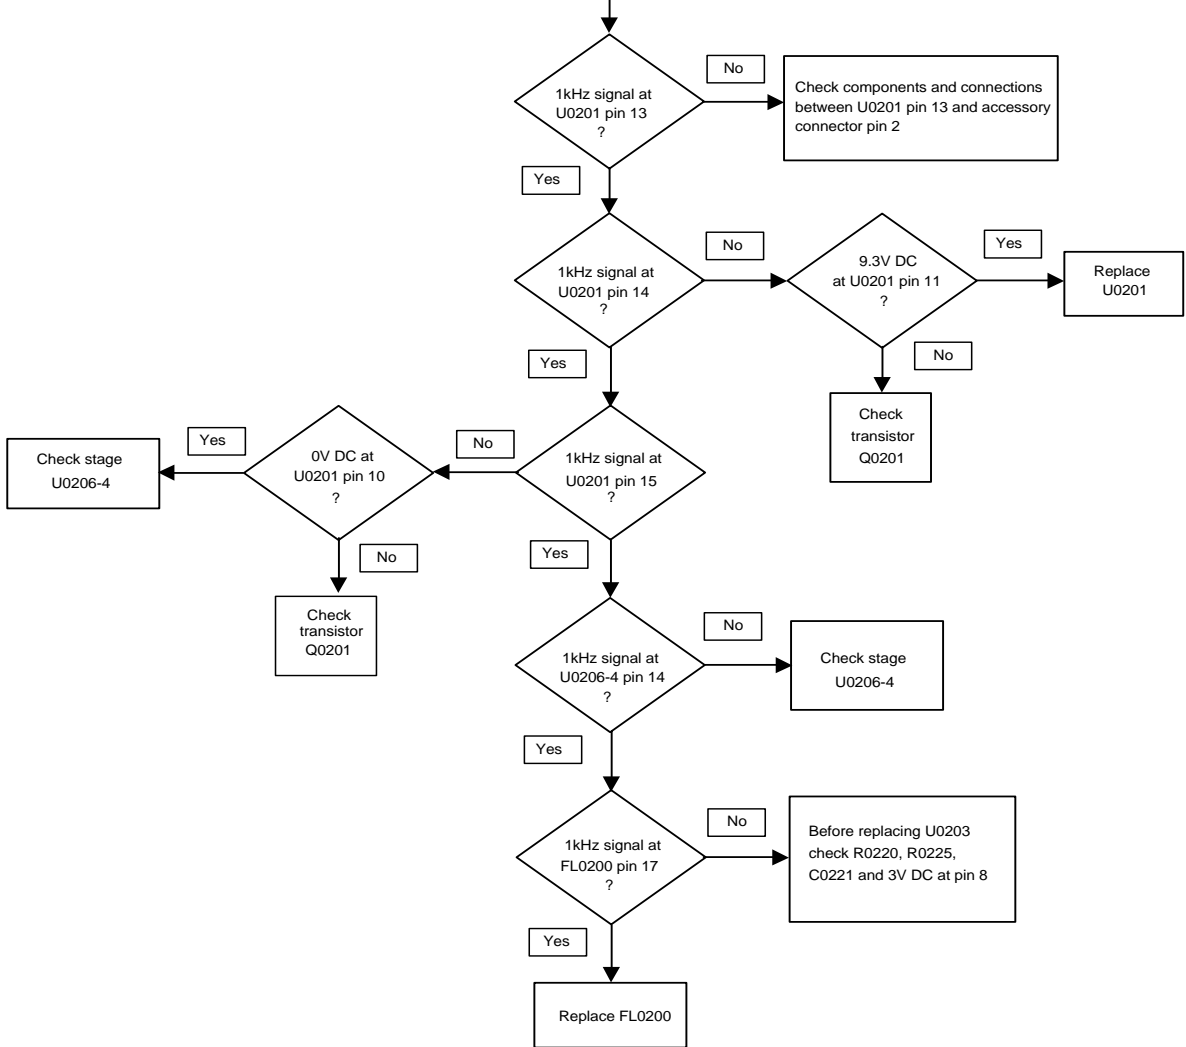 1kHz signal at
U0201 pin 13
?
No
Check components and connections
between U0201 pin 13 and accessory
connector pin 2
Yes
1kHz signal at
U0201 pin 14
?
No
9.3V DC
at U0201 pin 11
?
Yes
Replace
U0201
No
Check
transistor
Q0201
Yes
1kHz signal at
U0201 pin 15
?
No
0V DC at
U0201 pin 10
?
Yes
Check stage
U0206-4
No
Check
transistor
Q0201
Yes
1kHz signal at
U0206-4 pin 14
?
No
Check stage
U0206-4
Yes
1kHz signal at
FL0200 pin 17
?
No
Before replacing U0203
check R0220, R0225,
C0221 and 3V DC at pin 8
Yes
Replace FL0200